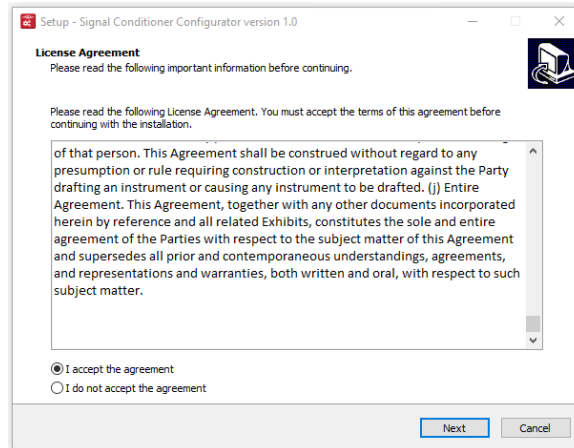 Setup - Signal Conditioner Configurator version 1.0
License Agreement
Please read the following important information before continuing.
Please read the following License Agreement. You must accept the terms of this agreement before
continuing with the installation.
of that person. This Agreement shall be construed without regard to any
presumption or rule requiring construction or interpretation against the Party
drafting an instrument or causing any instrument to be drafted. (j) Entire
Agreement. This Agreement, together with any other documents incorporated
herein by reference and all related Exhibits, constitutes the sole and entire
agreement of the Parties with respect to the subject matter of this Agreement
and supersedes all prior and contemporaneous understandings, agreements,
and representations and warranties, both written and oral, with respect to such
subject matter.
I accept the agreement
I do not accept the agreement
Next
Cancel